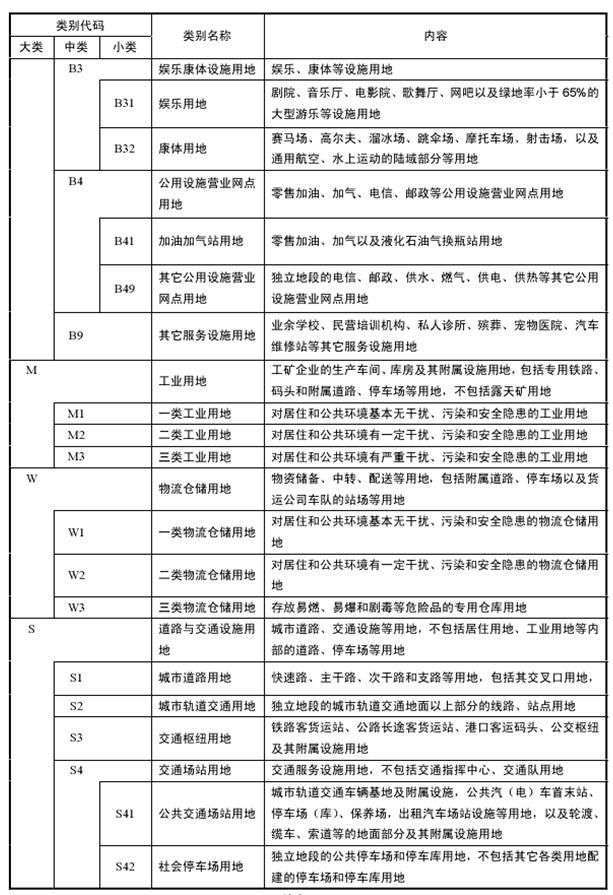 类别代码 类别名称 内容
大类 中类 小类
B3 娱乐康体设施用地 娱乐、康体等设施用地
B31 娱乐用地 剧院、音乐厅、电影院、歌舞厅、网吧以及绿地率小于65%的
大型游乐等设施用地
B32 康体用地 赛马场、高尔夫、溜冰场、跳伞场、摩托车场、射击场，以及
通用航空、水上运动的陆域部分等用地
B4 公用设施营业网点
用地 零售加油、加气、电信、邮政等公用设施营业网点用地
B41 加油加气站用地 零售加油、加气以及液化石油气换瓶站用地
B49 其它公用设施营业
网点用地 独立地段的电信、邮政、供水、燃气、供电、供热等其它公用
设施营业网点用地
B9 其它服务设施用地 业余学校、民营培训机构、私人诊所、殡葬、宠物医院、汽车
维修站等其它服务设施用地
M 工业用地 工矿企业的生产车间、库房及其附属设施用地，包括专用铁路、
码头和附属道路、停车场等用地，不包括露天矿用地
M1 一类工业用地 对居住和公共环境基本无干扰、污染和安全隐患的工业用地
M2 二类工业用地 对居住和公共环境有一定干扰、污染和安全隐患的工业用地
M3 三类工业用地 对居住和公共环境有严重干扰、污染和安全隐患的工业用地
W 物流仓储用地 物资储备、中转、配送等用地，包括附属道路、停车场以及货
运公司车队的站场等用地
W1 一类物流仓储用地 对居住和公共环境基本无干扰、污染和安全隐患的物流仓储用
地
W2 二类物流仓储用地 对居住和公共环境有一定干扰、污染和安全隐患的物流仓储用
地
W3 三类物流仓储用地 存放易燃、易爆和剧毒等危险品的专用仓库用地
S 道路与交通设施用
地 城市道路、交通设施等用地，不包括居住用地、工业用地等内
部的道路、停车场等用地
S1 城市道路用地 快速路、主干路、次干路和支路等用地，包括其交叉口用地，
S2 城市轨道交通用地 独立地段的城市轨道交通地面以上部分的线路、站点用地
S3 交通枢纽用地 铁路客货运站、公路长途客货运站、港口客运码头、公交枢纽
及其附属设施用地
S4 交通场站用地 交通服务设施用地，不包括交通指挥中心、交通队用地
S41 公共交通场站用地 城市轨道交通车辆基地及附属设施，公共汽（电）车首末站、
停车场（库）、保养场，出租汽车场站设施等用地，以及轮渡、
缆车、索道等的地面部分及其附属设施用地
S42 社会停车场用地 独立地段的公共停车场和停车库用地，不包括其它各类用地配
建的停车场和停车库用地